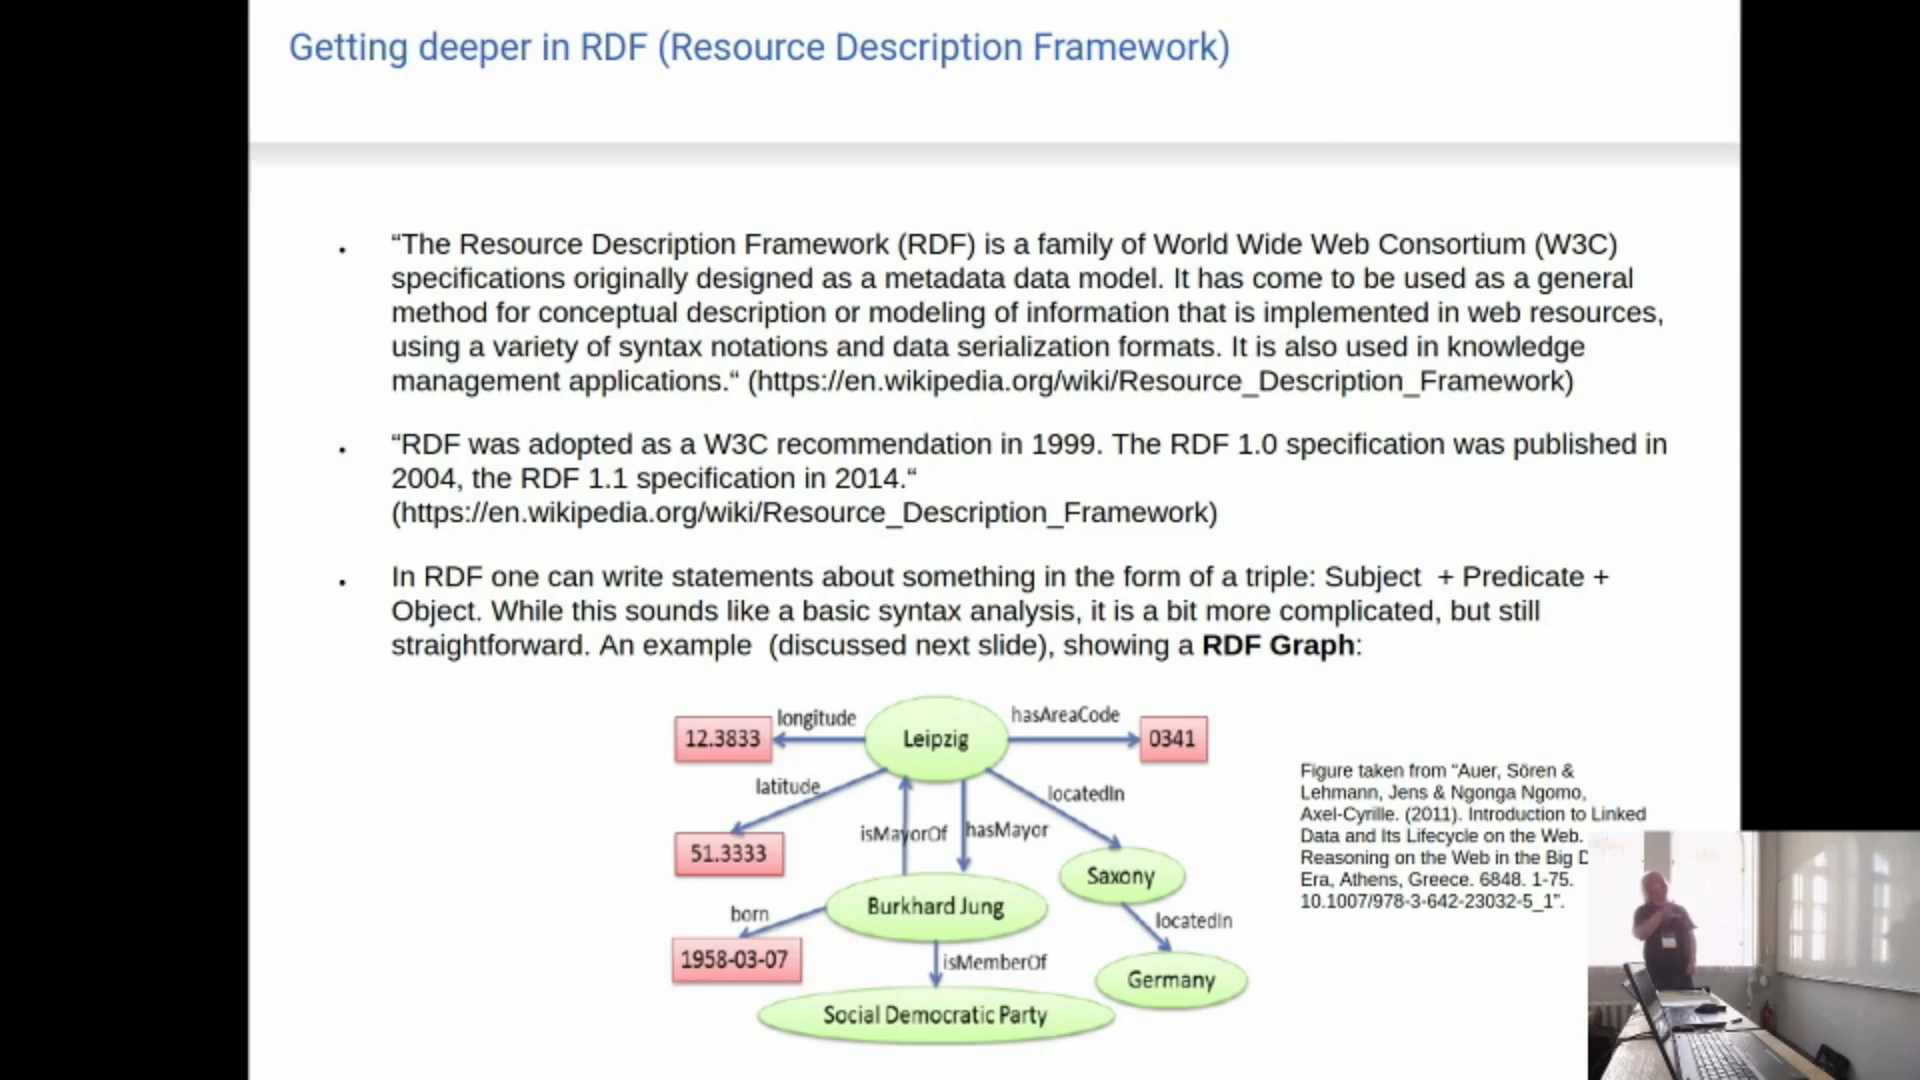 Getting deeper in RDF (Resource Description Framework)
“The Resource Description Framework (RDF) is a family of World Wide Web Consortium (W3C)
specifications originally designed as a metadata data model. It has come to be used as a general
method for conceptual description or modeling of information that is implemented in web resources,
using a variety of syntax notations and data serialization formats. It is also used in knowledge
management applications.“ (https://en.wikipedia.org/wiki/Resource_Description_Framework)
“RDF was adopted as a W3C recommendation in 1999. The RDF 1.0 specification was published in
2004, the RDF 1.1 specification in 2014.“
(https://en.wikipedia.org/wiki/Resource_Description_Framework)
In RDF one can write statements about something in the form of a triple: Subject + Predicate +
Object. While this sounds like a basic syntax analysis, it is a bit more complicated, but still
straightforward. An example (discussed next slide), showing a RDF Graph:
12.3833
longitude
Leipzig
hasAreaCode
0341
latitude
locatedIn
51.3333
isMayorOf
hasMayor
Saxony
born
Burkhard Jung
locatedIn
1958-03-07
isMemberOf
Germany
Social Democratic Party
Figure taken from “Auer, Sören &
Lehmann, Jens & Ngonga Ngomo,
Axel-Cyrille. (2011). Introduction to Linked
Data and Its Lifecycle on the Web.
Reasoning on the Web in the Big D
Era, Athens, Greece. 6848. 1-75.
10.1007/978-3-642-23032-5_1”.